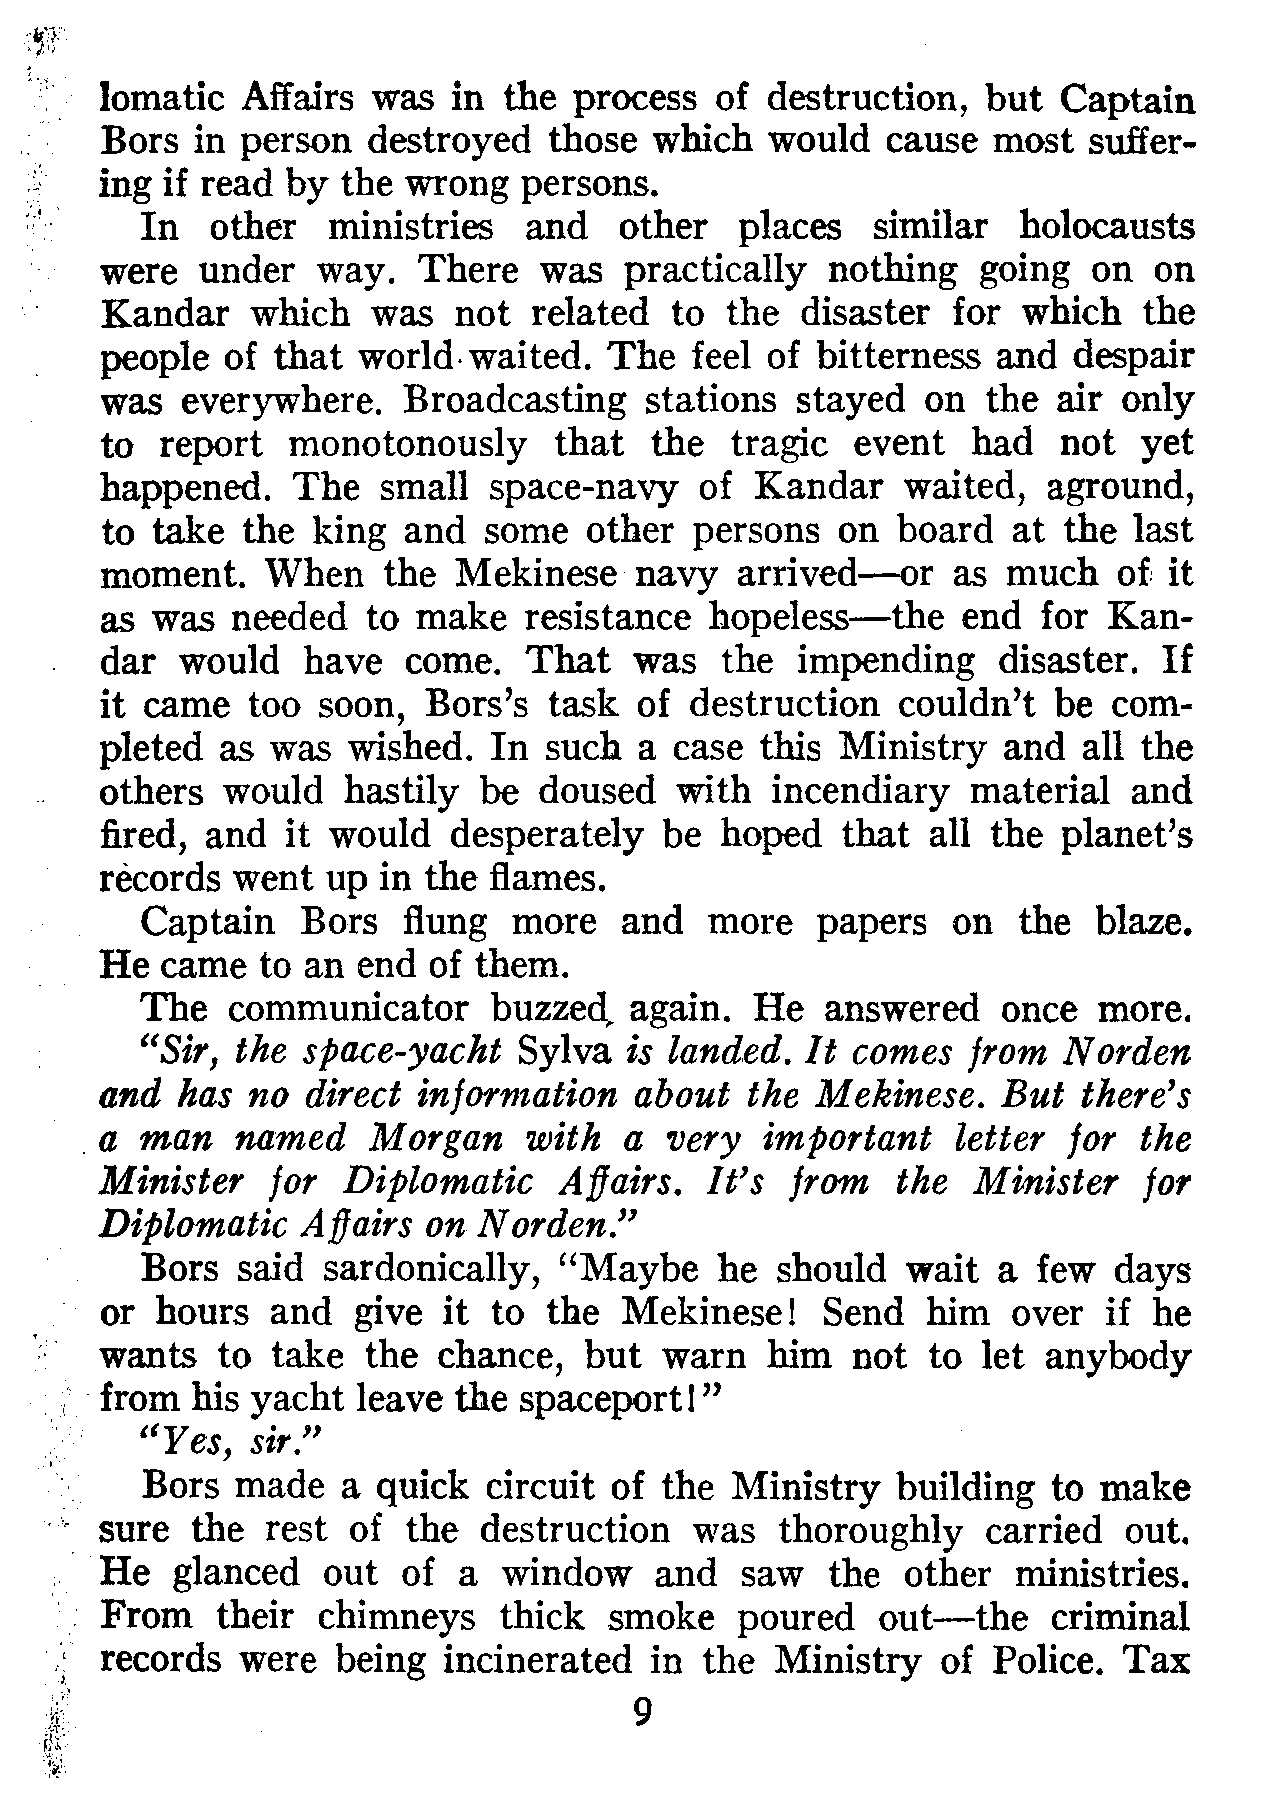 lomatic Affairs was in the process of destruction, but Captain
Bors in person destroyed those which would cause most suffer-
ing if read by the wrong persons.
In other ministries and other places similar holocausts
were under way. There was practically nothing going on on
Kandar which was not related to the disaster for which the
people of that world waited. The feel of bitterness and despair
was everywhere. Broadcasting stations stayed on the air only
to report monotonously that the tragic event had not yet
happened. The small space-navy of Kandar waited, aground,
to take the king and some other persons on board at the last
moment. When the Mekinese navy arrived—or as much of it
as was needed to make resistance hopeless—the end for Kan-
dar would have come. That was the impending disaster. If
it came too soon, Bors's task of destruction couldn't be com-
pleted as was wished. In such a case this Ministry and all the
others would hastily be doused with incendiary material and
fired, and it would desperately be hoped that all the planet's
records went up in the flames.
Captain Bors flung more and more papers on the blaze.
He came to an end of them.
The communicator buzzed again. He answered once more.
"Sir, the space-yacht Sylva is landed. It comes from Norden
and has no direct information about the Mekinese. But there's
a man named Morgan with a very important letter for the
Minister for Diplomatic Affairs. It's from the Minister for
Diplomatic Affairs on Norden."
Bors said sardonically, "Maybe he should wait a few days
or hours and give it to the Mekinese! Send him over if he
wants to take the chance, but warn him not to let anybody
from his yacht leave the spaceport!"
"Yes, sir."
Bors made a quick circuit of the Ministry building to make
sure the rest of the destruction was thoroughly carried out.
He glanced out of a window and saw the other ministries.
From their chimneys thick smoke poured out—the criminal
records were being incinerated in the Ministry of Police. Tax
9